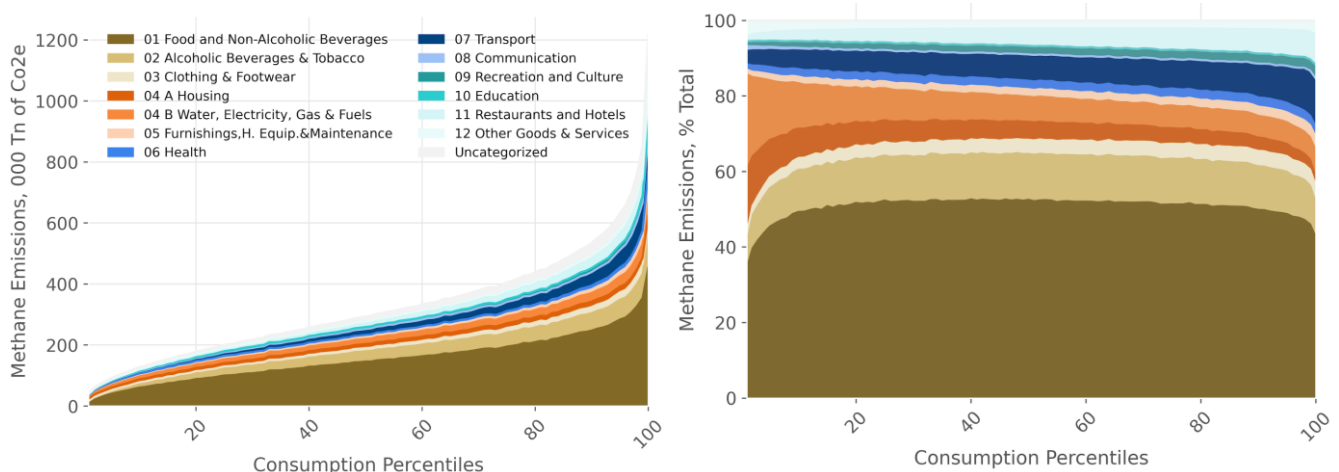 Methane Emissions, 000 Tn of Co2e
1200
1000
800
600
400
200
0
01 Food and Non-Alcoholic Beverages
02 Alcoholic Beverages & Tobacco
03 Clothing & Footwear
04 A Housing
04 B Water, Electricity, Gas & Fuels
05 Furnishings,H. Equip.&Maintenance
06 Health
07 Transport
08 Communication
09 Recreation and Culture
10 Education
11 Restaurants and Hotels
12 Other Goods & Services
Uncategorized
20
40
60
80
100
Consumption Percentiles
Methane Emissions, % Total
100
80
60
40
20
0
20
40
60
80
100
Consumption Percentiles